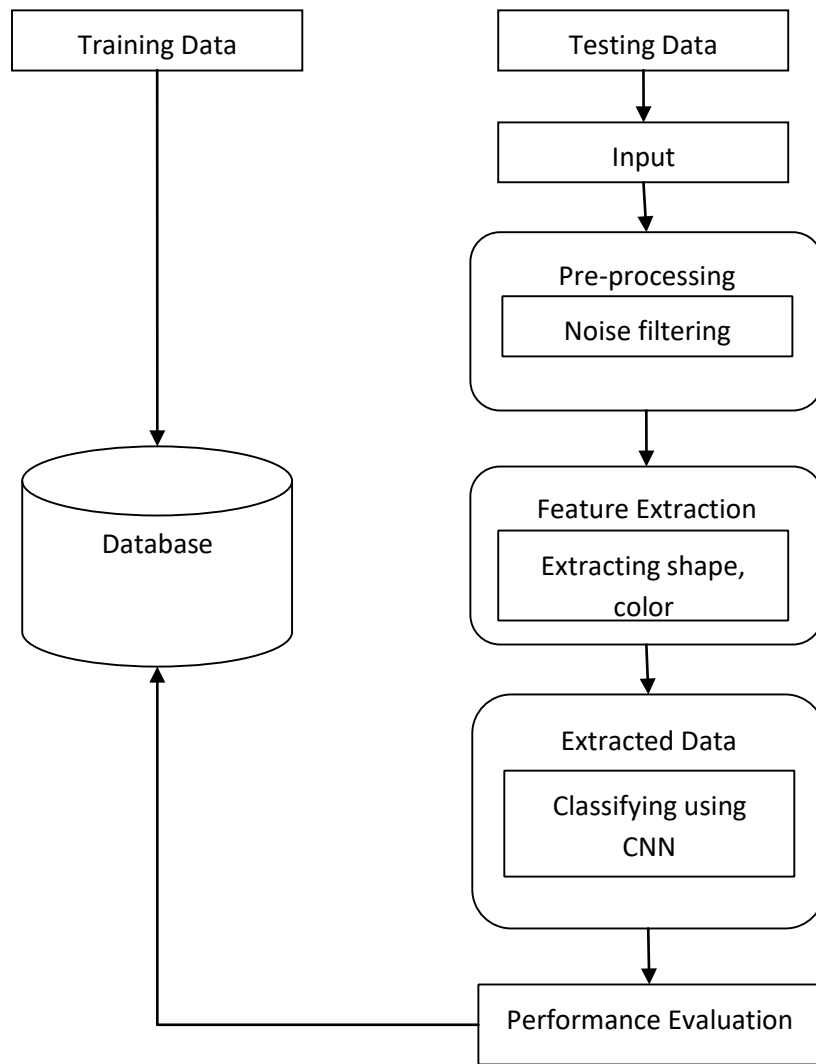 Training Data
Testing Data
Input
Pre-processing
Noise filtering
Database
Feature Extraction
Extracting shape,
color
Extracted Data
Classifying using
CNN
Performance Evaluation